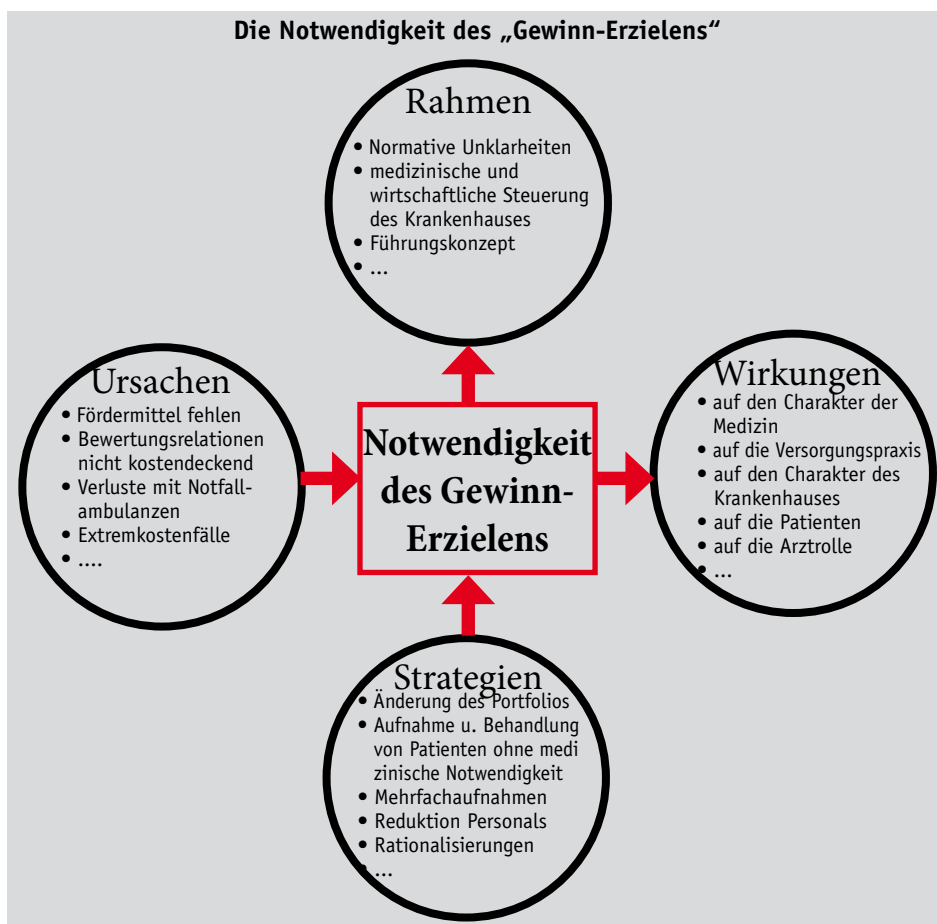 Die Notwendigkeit des „Gewinn-Erzielens“
Rahmen
• Normative Unklarheiten
• medizinische und
wirtschaftliche Steuerung
des Krankenhauses
• Führungskonzept
• ...
Ursachen
• Fördermittel fehlen
• Bewertungsrelationen
nicht kostendeckend
• Verluste mit Notfall-
ambulanzen
• Extremkostenfälle
• ....
Notwendigkeit
des Gewinn-
Erzielens
Wirkungen
• auf den Charakter der
Medizin
• auf die Versorgungspraxis
• auf den Charakter des
Krankenhauses
• auf die Patienten
• auf die Arztrolle
• ...
Strategien
• Änderung des Portfolios
• Aufnahme u. Behandlung
von Patienten ohne medi
zinische Notwendigkeit
• Mehrfachaufnahmen
• Reduktion Personals
• Rationalisierungen
• ...